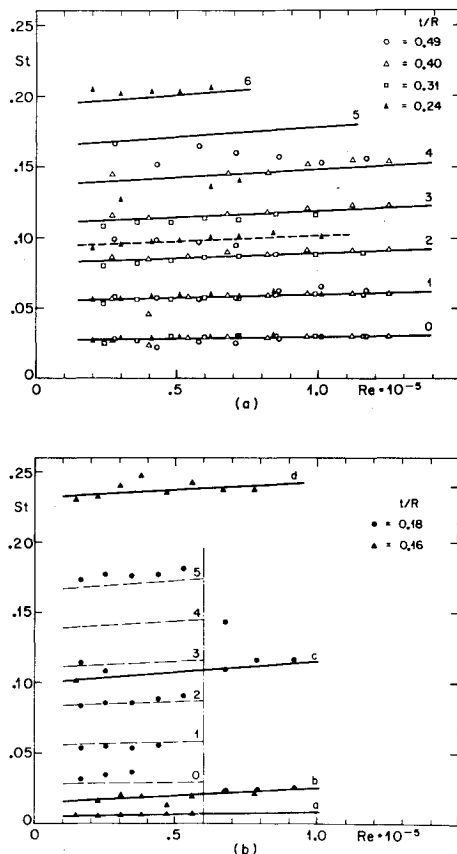 t/R
St
○ = 0.49
△ = 0.40
□ = 0.31
▲ = 0.24
.20
.15
.10
.05
0
6
5
4
3
2
1
0
0 .5 1.0 Re•10⁻⁵
(a)
.25
St
t/R
● = 0.18
▲ = 0.16
.20
.15
.10
.05
0
d
5
4
3
c
2
1
0
b
a
0 .5 1.0 Re•10⁻⁵
(b)